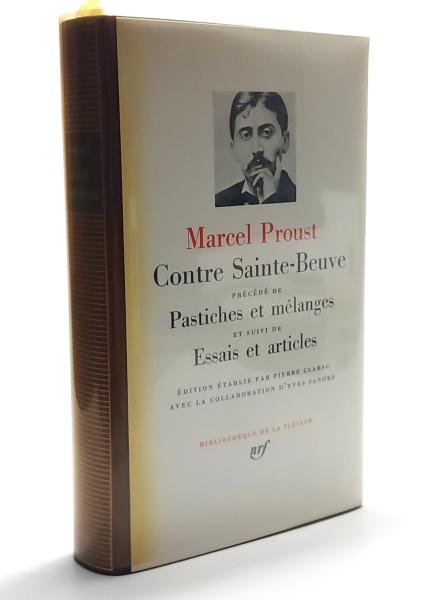 Marcel Proust
Contre Sainte-Beuve
PRÉCÉDÉ DE
Pastiches et mélanges
ET SUIVI DE
Essais et articles
ÉDITION ÉTABLIE PAR PIERRE CLARAC
AVEC LA COLLABORATION D'YVES SANDRE
BIBLIOTHÈQUE DE LA PLÉIADE
nrf